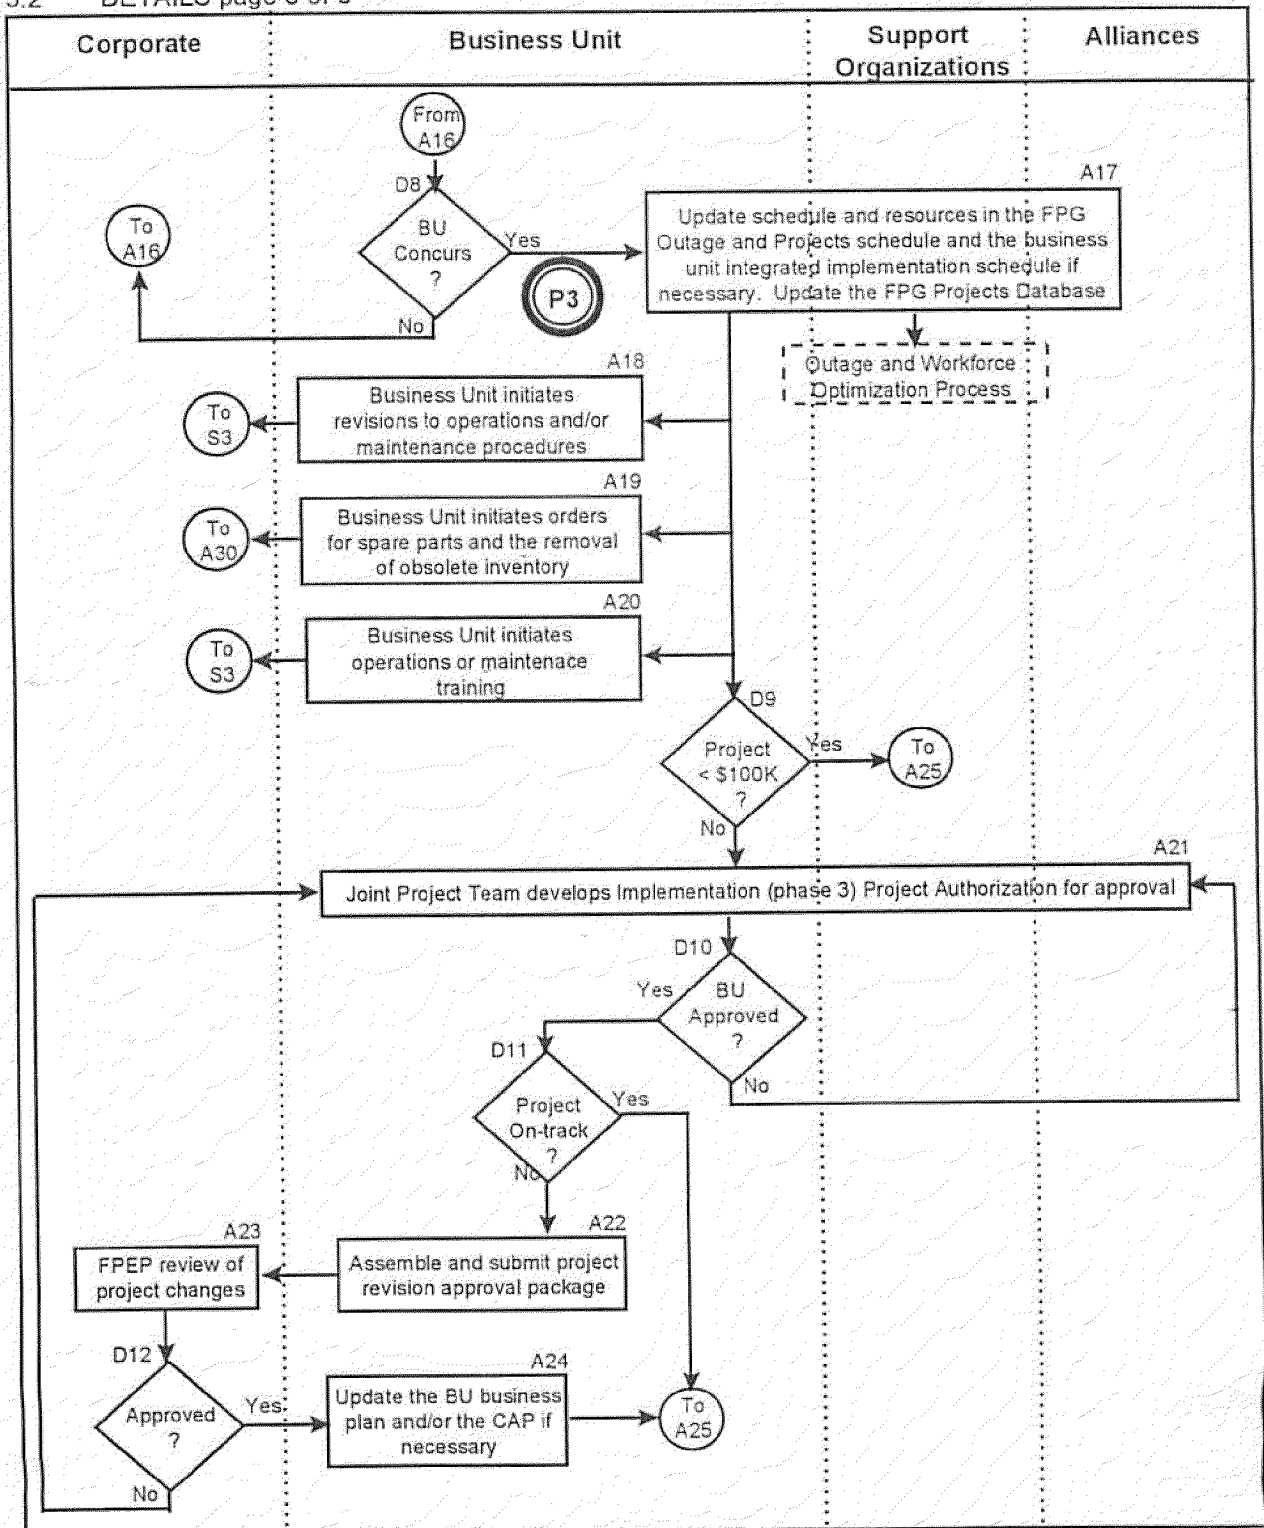 5.2 DETAILS page
Corporate
Business Unit
Support
Organizations
Alliances
From
A16
D8
BU
Concurs
?
Yes
No
To
A16
P3
A17
Update schedule and resources in the FPG
Outage and Projects schedule and the business
unit integrated implementation schedule if
necessary. Update the FPG Projects Database
Outage and Workforce
Optimization Process
A18
Business Unit initiates
revisions to operations and/or
maintenance procedures
To
S3
A19
Business Unit initiates orders
for spare parts and the removal
of obsolete inventory
To
A30
A20
Business Unit initiates
operations or maintenace
training
To
S3
D9
Project
< $100K
?
Yes
To
A25
No
A21
Joint Project Team develops Implementation (phase 3) Project Authorization for approval
D10
BU
Approved
?
Yes
No
D11
Project
On-track
?
Yes
No
A22
Assemble and submit project
revision approval package
A23
FPEP review of
project changes
D12
Approved
?
Yes
No
A24
Update the BU business
plan and/or the CAP if
necessary
To
A25